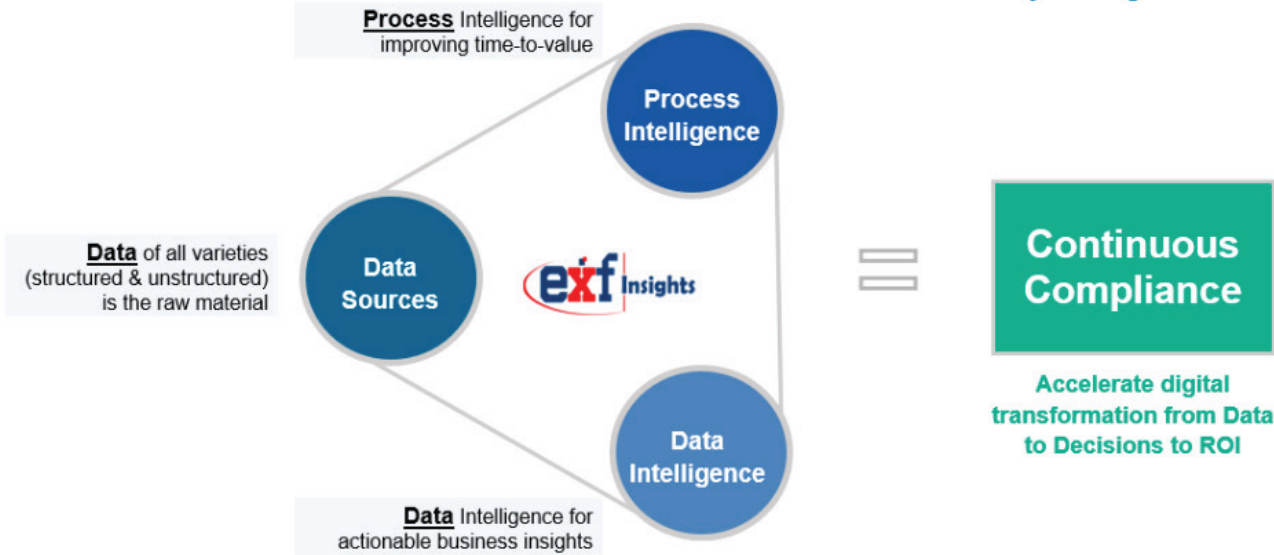 Process Intelligence for
improving time-to-value
Process
Intelligence
Data of all varieties
(structured & unstructured)
is the raw material
Data
Sources
exf Insights
Continuous
Compliance
Accelerate digital
transformation from Data
to Decisions to ROI
Data
Intelligence
Data Intelligence for
actionable business insights